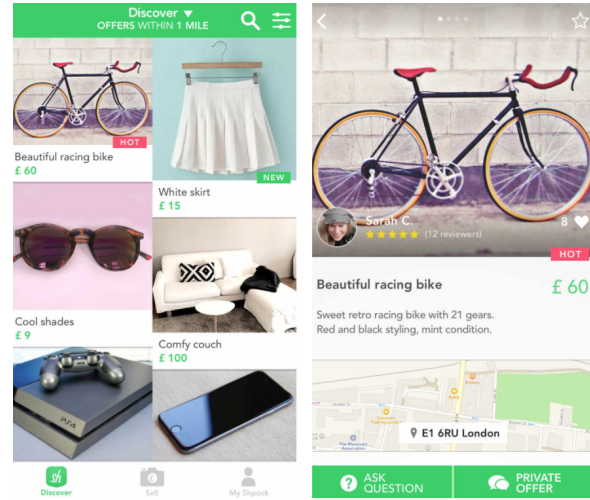 Discover
OFFERS WITHIN 1 MILE
HOT
Beautiful racing bike
£ 60
NEW
White skirt
£ 15
Cool shades
£ 9
Comfy couch
£ 100
PS4
sh
Discover
Sell
My Shpock
Sarah C.
(12 reviewers)
8
HOT
Beautiful racing bike
£ 60
Sweet retro racing bike with 21 gears.
Red and black styling, mint condition.
E1 6RU London
? ASK
QUESTION
PRIVATE
OFFER